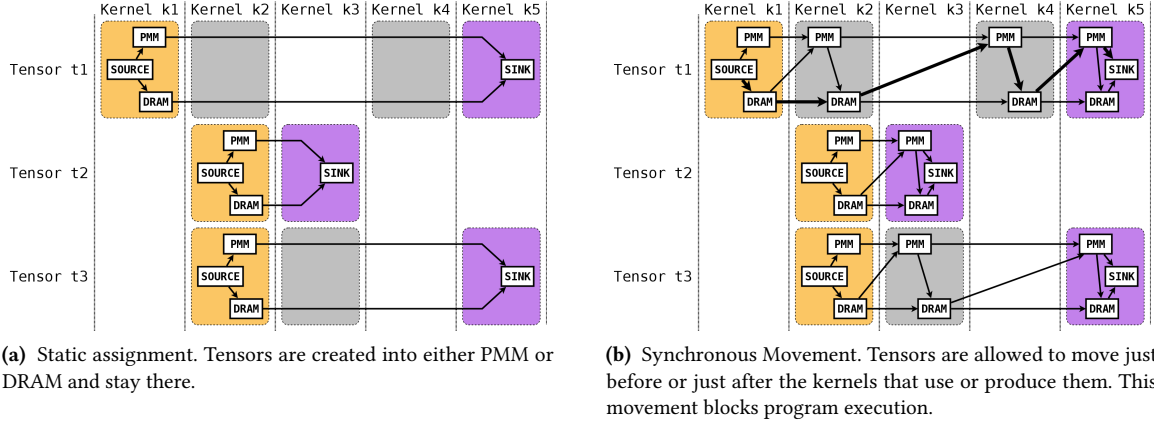 Kernel k1 Kernel k2 Kernel k3 Kernel k4 Kernel k5
PMM
Tensor t1 SOURCE SINK
DRAM
PMM
Tensor t2 SOURCE SINK
DRAM
PMM
Tensor t3 SOURCE SINK
DRAM
(a) Static assignment. Tensors are created into either PMM or
DRAM and stay there.
Kernel k1 Kernel k2 Kernel k3 Kernel k4 Kernel k5
PMM PMM PMM PMM
Tensor t1 SOURCE SINK
DRAM DRAM DRAM DRAM
PMM PMM
Tensor t2 SOURCE SINK
DRAM DRAM
PMM PMM PMM
Tensor t3 SOURCE SINK
DRAM DRAM DRAM
(b) Synchronous Movement. Tensors are allowed to move just
before or just after the kernels that use or produce them. This
movement blocks program execution.